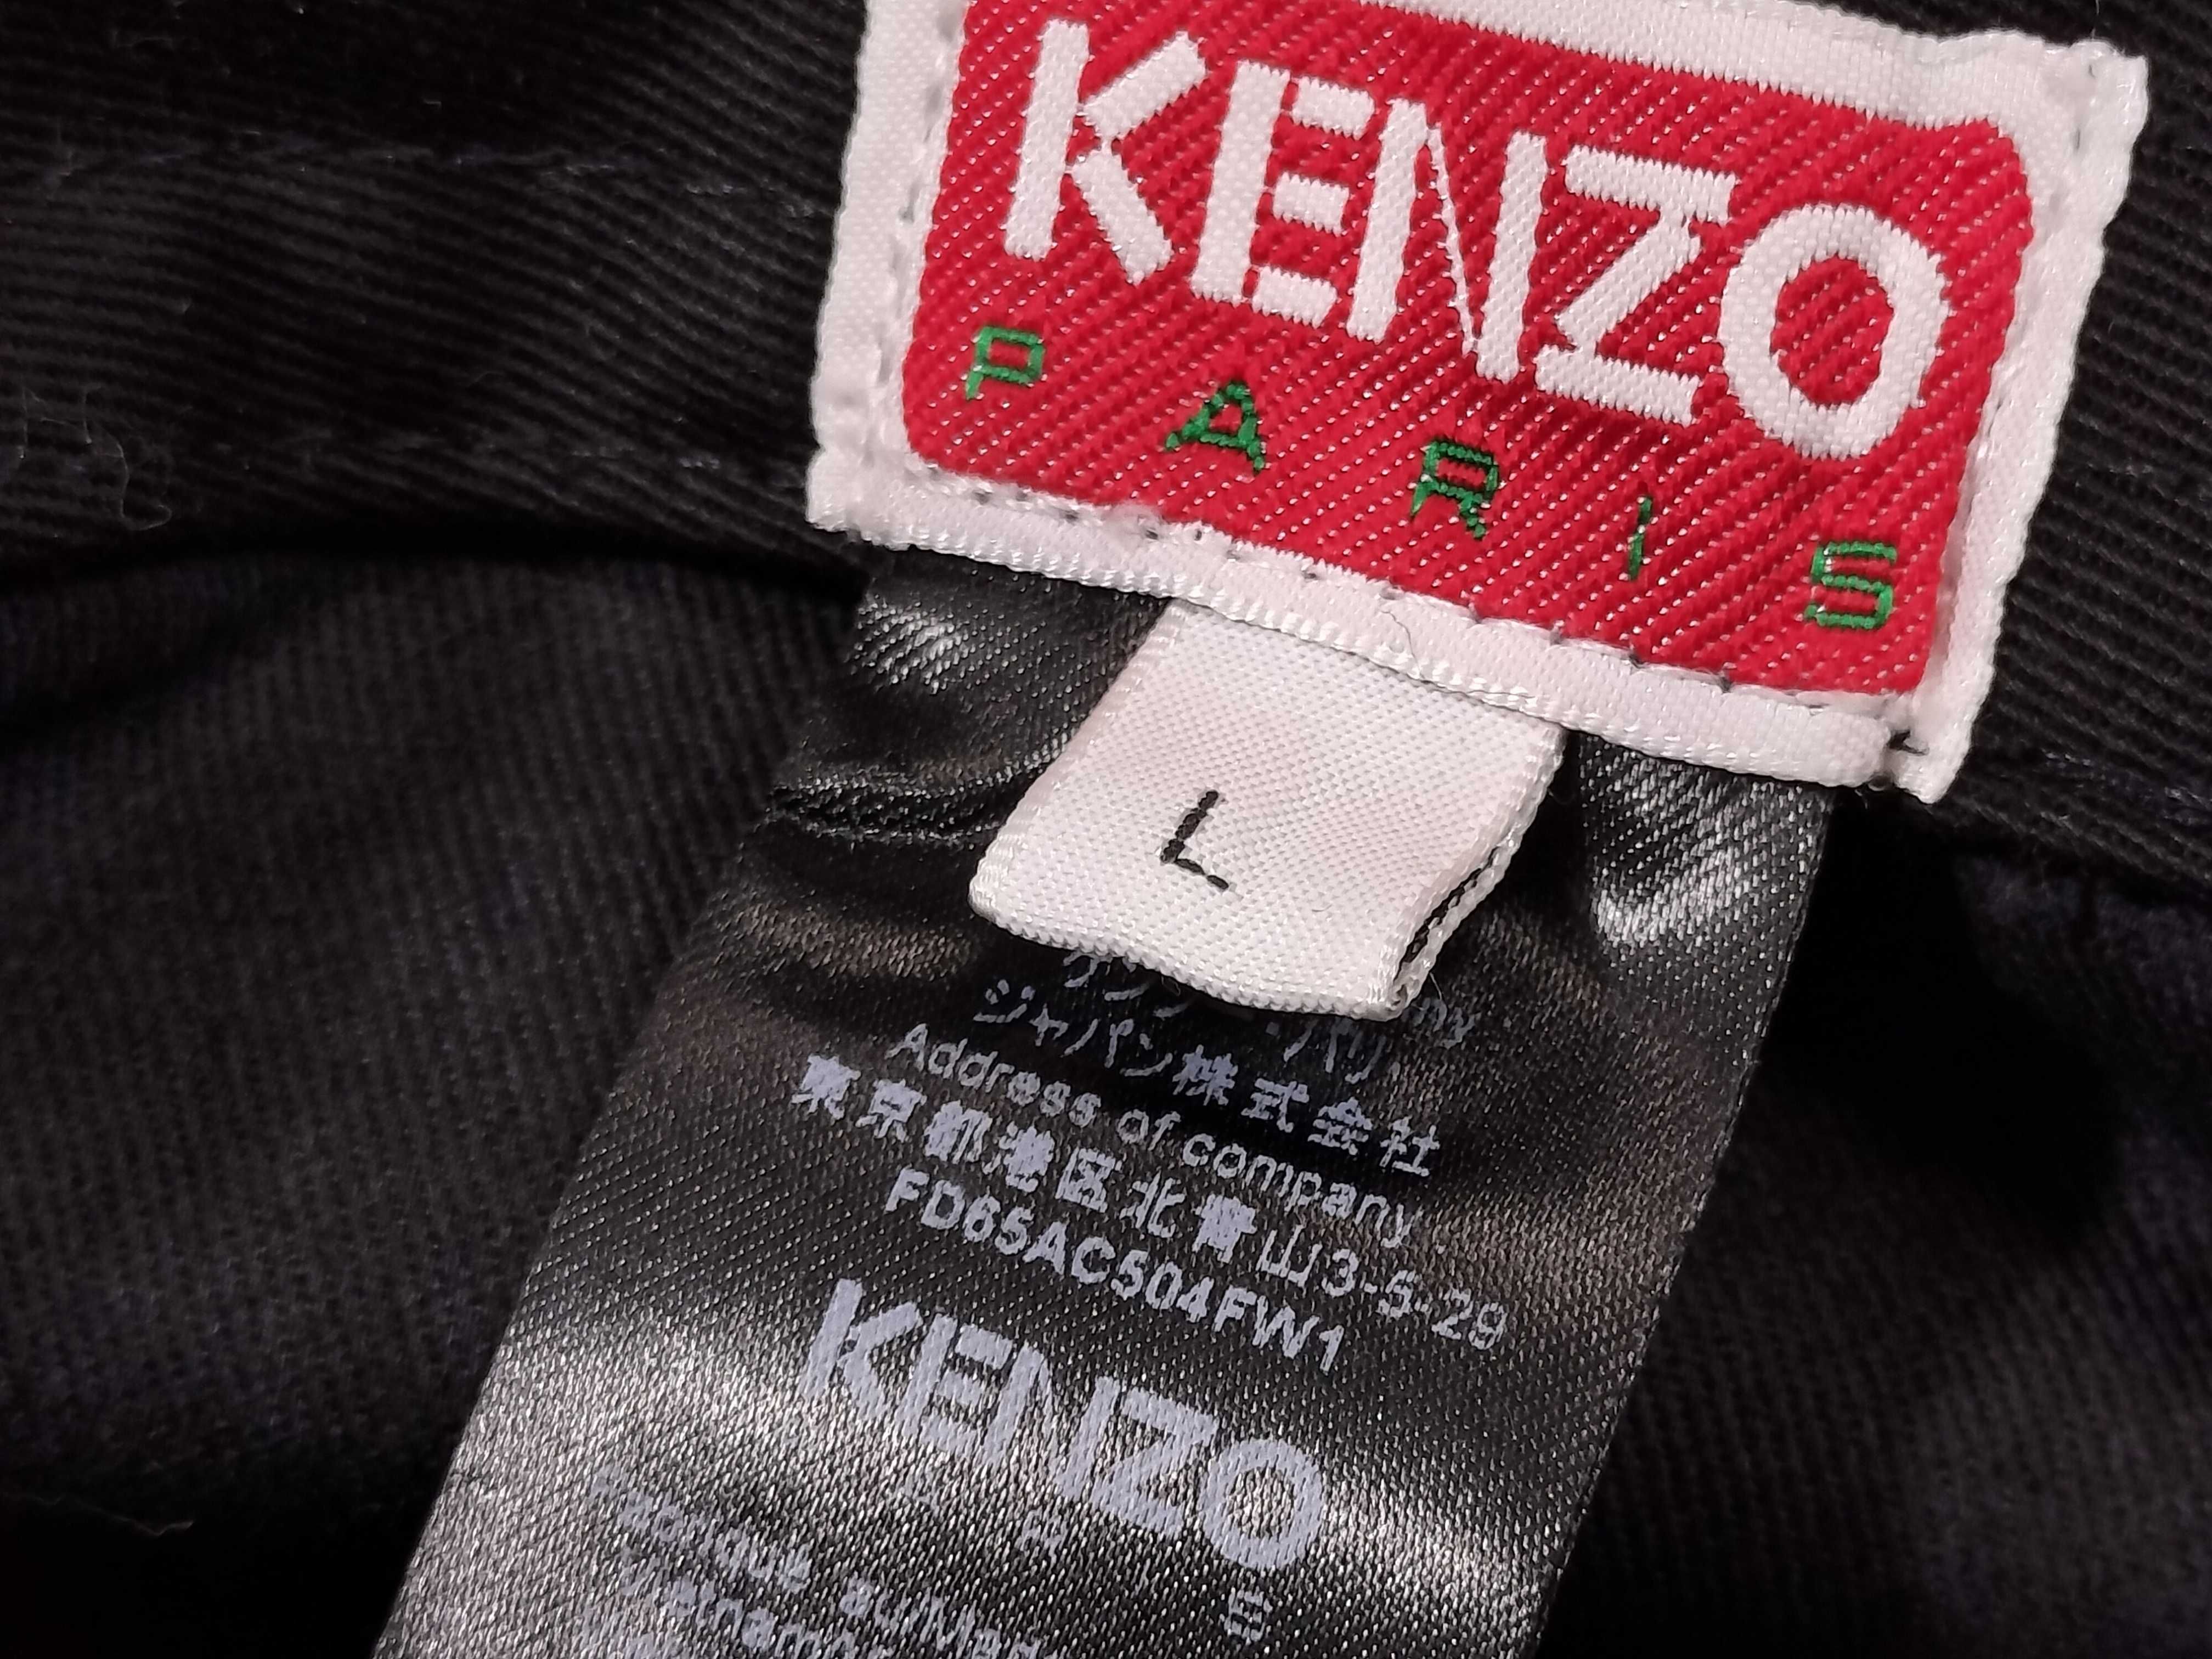 KENZO
PARIS
L
ジャパン株式会社
Address of company
東京都港区北青山3-5-29
FD65AC504FW1
KENZO